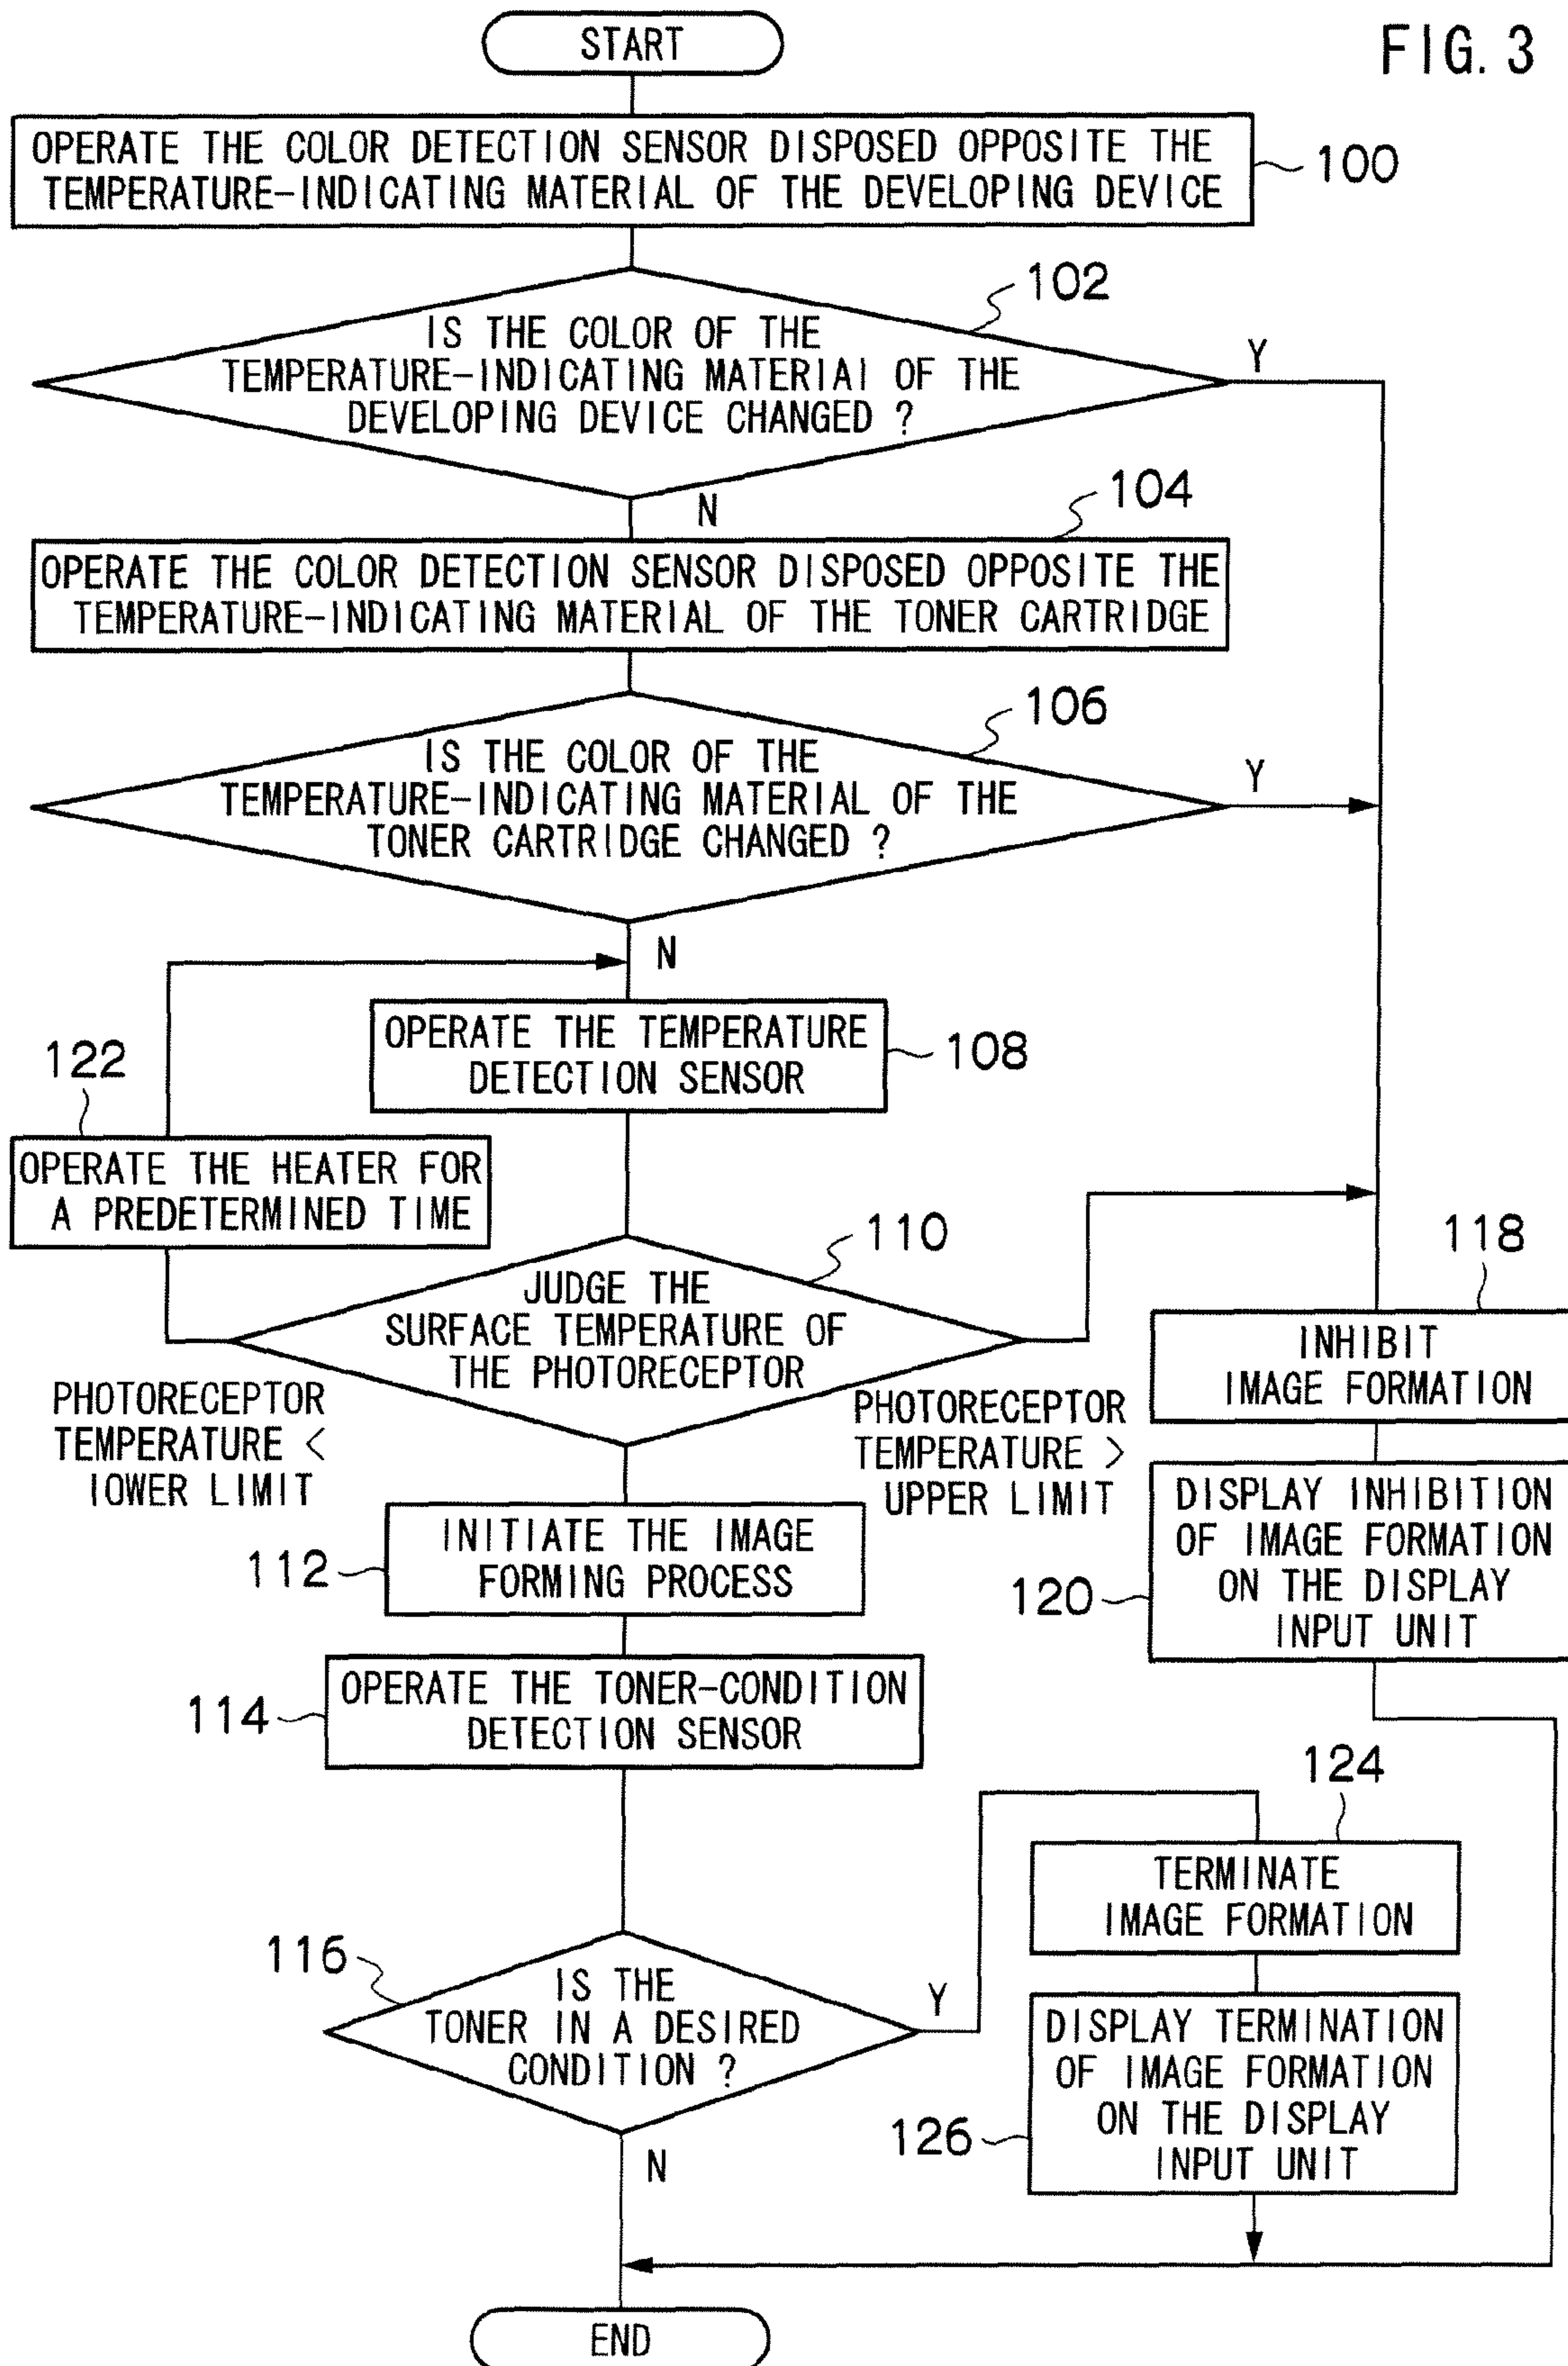 FIG. 3
START
OPERATE THE COLOR DETECTION SENSOR DISPOSED OPPOSITE THE
TEMPERATURE-INDICATING MATERIAL OF THE DEVELOPING DEVICE
100
102
IS THE COLOR OF THE
TEMPERATURE-INDICATING MATERIAl OF THE
DEVELOPING DEVICE CHANGED ?
Y
N
104
OPERATE THE COLOR DETECTION SENSOR DISPOSED OPPOSITE THE
TEMPERATURE-INDICATING MATERIAL OF THE TONER CARTRIDGE
106
IS THE COLOR OF THE
TEMPERATURE-INDICATING MATERIAL OF THE
TONER CARTRIDGE CHANGED ?
Y
N
OPERATE THE TEMPERATURE
DETECTION SENSOR
108
122
OPERATE THE HEATER FOR
A PREDETERMINED TIME
110
JUDGE THE
SURFACE TEMPERATURE OF
THE PHOTORECEPTOR
PHOTORECEPTOR
TEMPERATURE <
lOWER LIMIT
PHOTORECEPTOR
TEMPERATURE >
UPPER LIMIT
118
INHIBIT
IMAGE FORMATION
DISPLAY INHIBITION
OF IMAGE FORMATION
ON THE DISPLAY
INPUT UNIT
120
INITIATE THE IMAGE
FORMING PROCESS
112
OPERATE THE TONER-CONDITION
DETECTION SENSOR
114
124
TERMINATE
IMAGE FORMATION
116
IS THE
TONER IN A DESIRED
CONDITION ?
Y
N
DISPLAY TERMINATION
OF IMAGE FORMATION
ON THE DISPLAY
INPUT UNIT
126
END